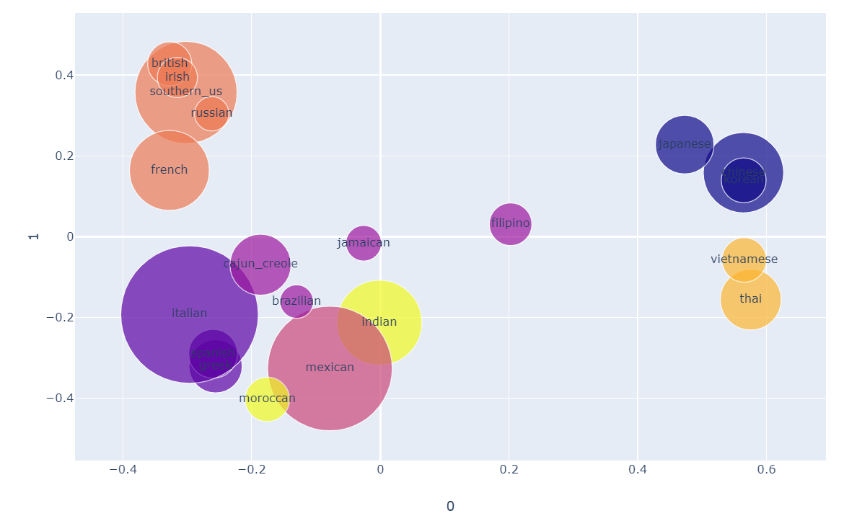 0.4
0.2
0
−0.2
−0.4
1
british
irish
southern_us
russian
french
japanese
filipino
jamaican
cajun_creole
vietnamese
brazilian
thai
italian
indian
mexican
moroccan
−0.4
−0.2
0
0.2
0.4
0.6
0